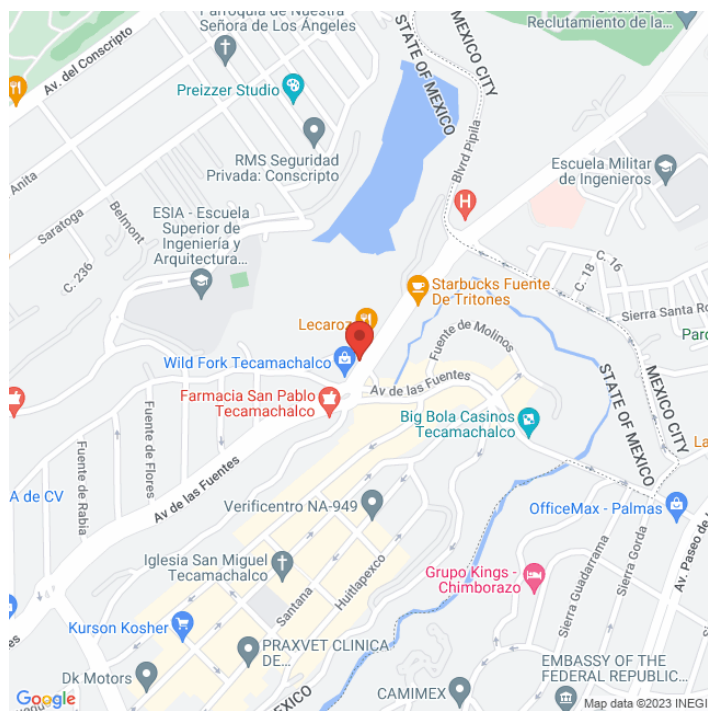 Parroquia de Nuestra
Señora de Los Ángeles
Reclutamiento de la...
Av. del Conscripto
MEXICO CITY
STATE OF MEXICO
Preizzer Studio
RMS Seguridad
Privada: Conscripto
Blvrd Pipila
Escuela Militar
de Ingenieros
H
Anita
Saratoga
Belmont
C. 236
ESIA - Escuela
Superior de
Ingeniería y
Arquitectura...
C. 18
C. 16
Starbucks Fuente
De Tritones
Sierra Santa Ro
Lecaroz
Fuente de Molinos
Wild Fork Tecamachalco
Av de las Fuentes
Farmacia San Pablo
Tecamachalco
MEXICO CITY
STATE OF MEXICO
Big Bola Casinos
Tecamachalco
Fuente de Flores
Fuente de Rabia
Av de las Fuentes
La
A de CV
Verificentro NA-949
OfficeMax - Palmas
Iglesia San Miguel
Tecamachalco
Huitlapexco
Santana
Grupo Kings -
Chimborazo
Sierra Guadarrama
Sierra Gorda
Av. Paseo de
Kurson Kosher
PRAXVET CLINICA
DE...
Dk Motors
MEXICO
CAMIMEX
EMBASSY OF THE
FEDERAL REPUBLIC...
Google
Map data ©2023 INEGI